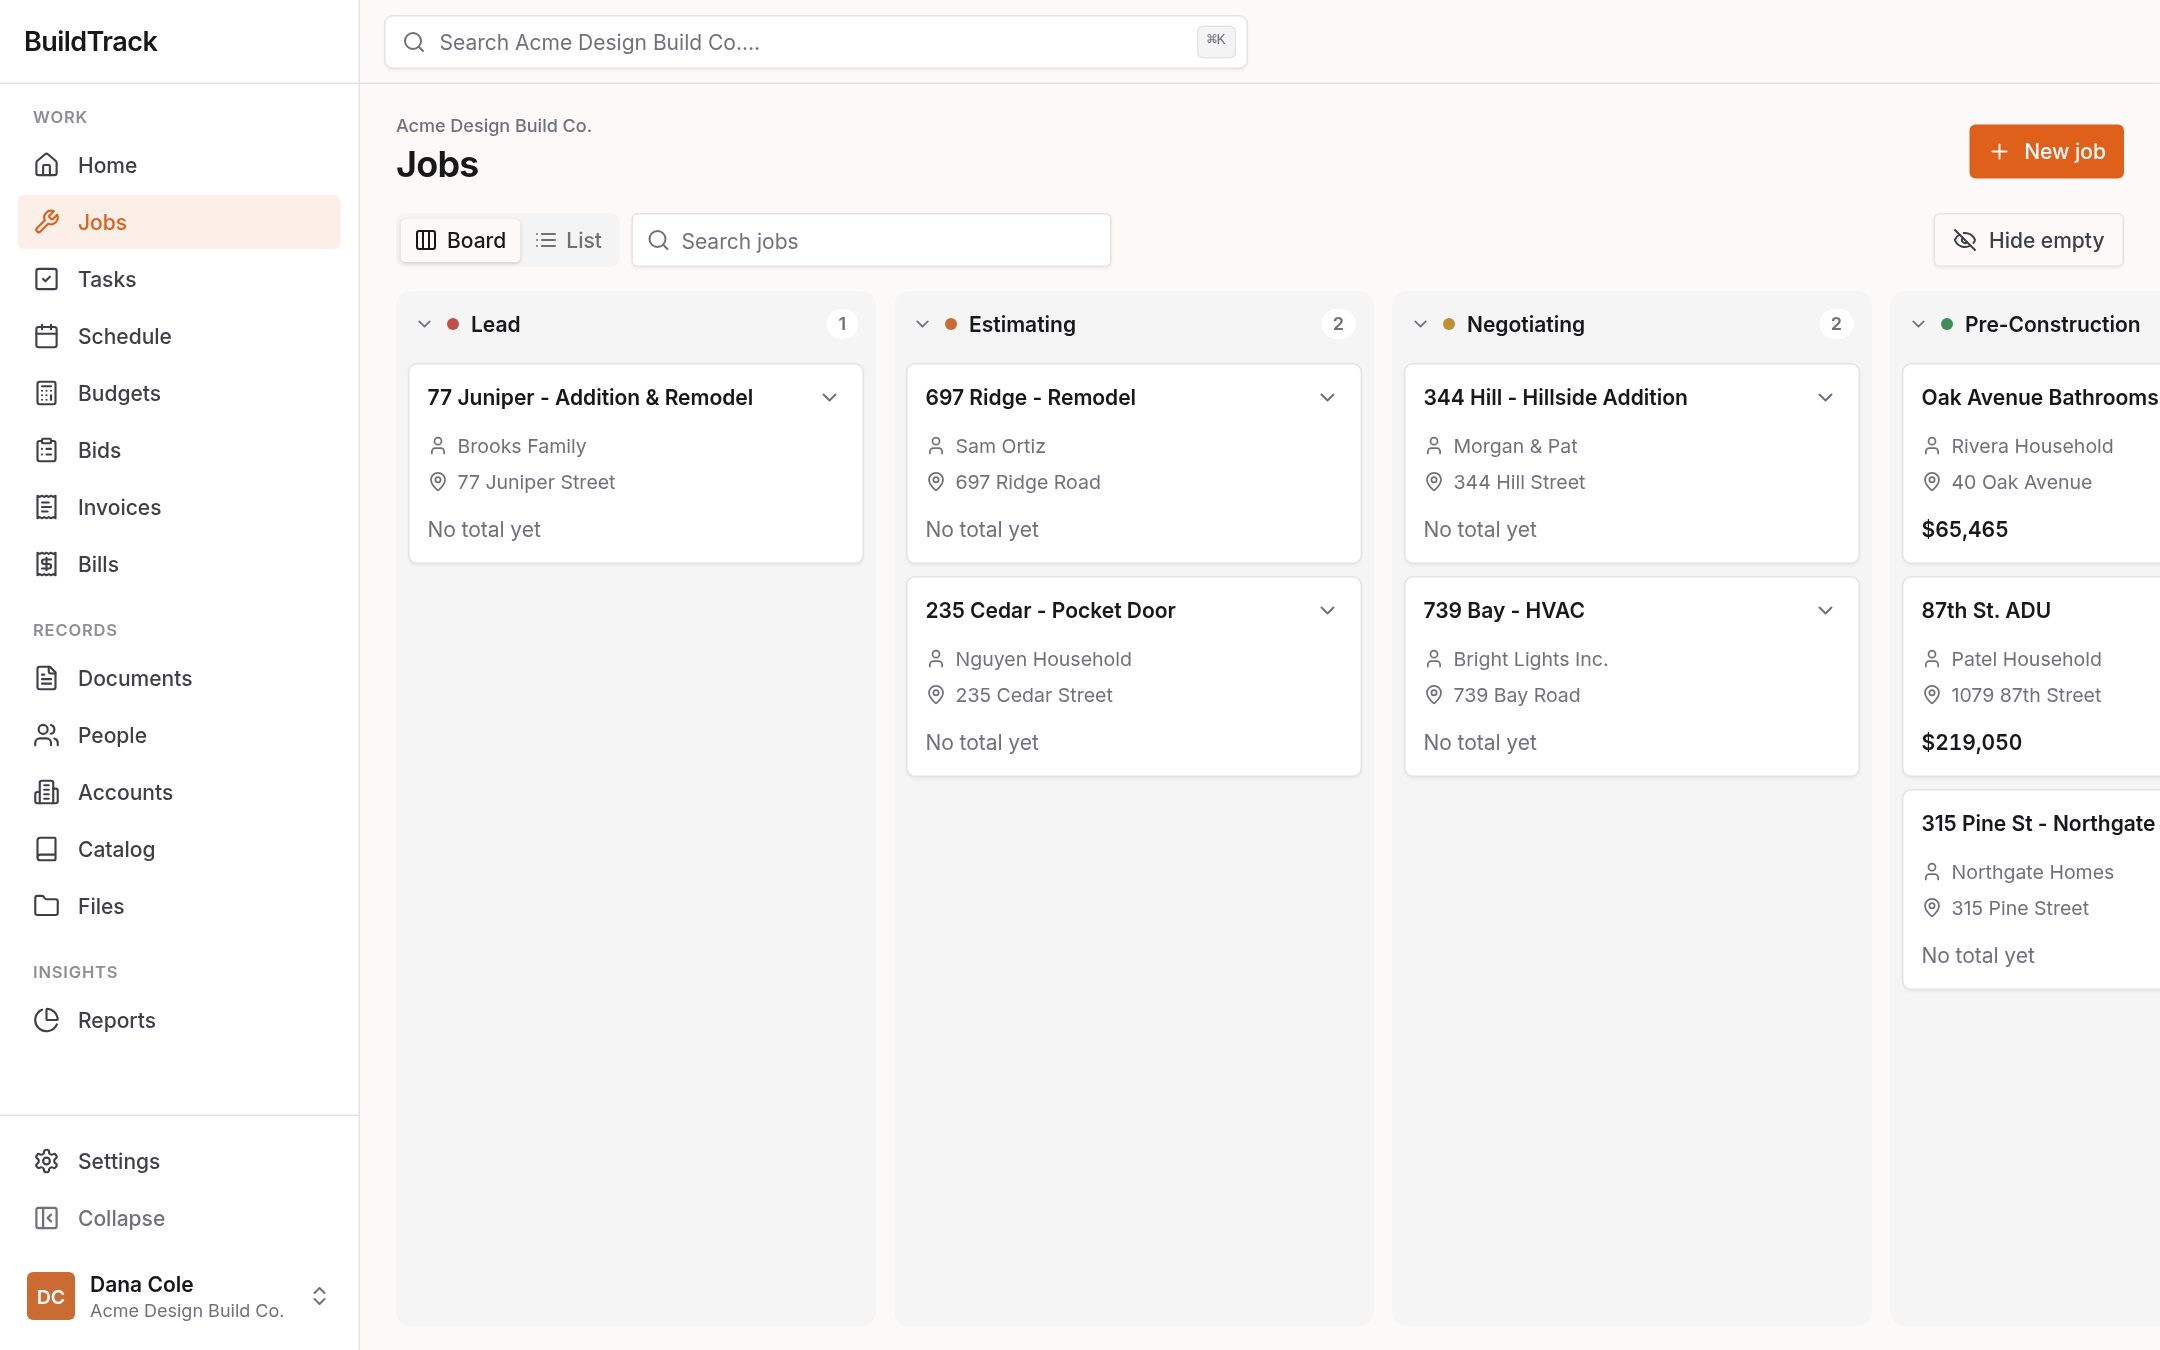 BuildTrack
Search Acme Design Build Co....
⌘K
WORK
Home
Jobs
Tasks
Schedule
Budgets
Bids
Invoices
Bills
RECORDS
Documents
People
Accounts
Catalog
Files
INSIGHTS
Reports
Settings
Collapse
DC
Dana Cole
Acme Design Build Co.
Acme Design Build Co.
Jobs
New job
Board
List
Search jobs
Hide empty
Lead
1
77 Juniper - Addition & Remodel
Brooks Family
77 Juniper Street
No total yet
Estimating
2
697 Ridge - Remodel
Sam Ortiz
697 Ridge Road
No total yet
235 Cedar - Pocket Door
Nguyen Household
235 Cedar Street
No total yet
Negotiating
2
344 Hill - Hillside Addition
Morgan & Pat
344 Hill Street
No total yet
739 Bay - HVAC
Bright Lights Inc.
739 Bay Road
No total yet
Pre-Construction
Oak Avenue Bathrooms
Rivera Household
40 Oak Avenue
$65,465
87th St. ADU
Patel Household
1079 87th Street
$219,050
315 Pine St - Northgate
Northgate Homes
315 Pine Street
No total yet